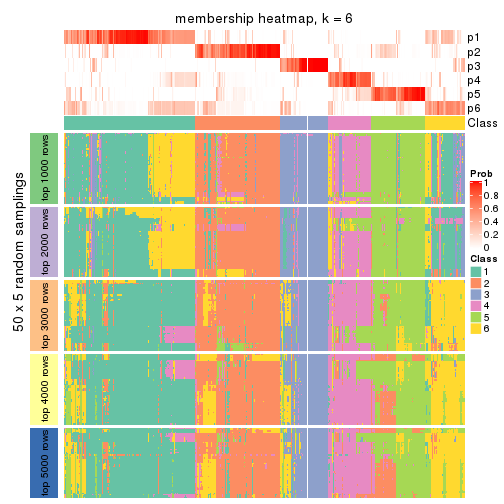 membership heatmap, k = 6
p1
p2
p3
p4
p5
p6
Class
50 x 5 random samplings
top 1000 rows
top 2000 rows
top 3000 rows
top 4000 rows
top 5000 rows
Prob
1
0.8
0.6
0.4
0.2
0
Class
1
2
3
4
5
6